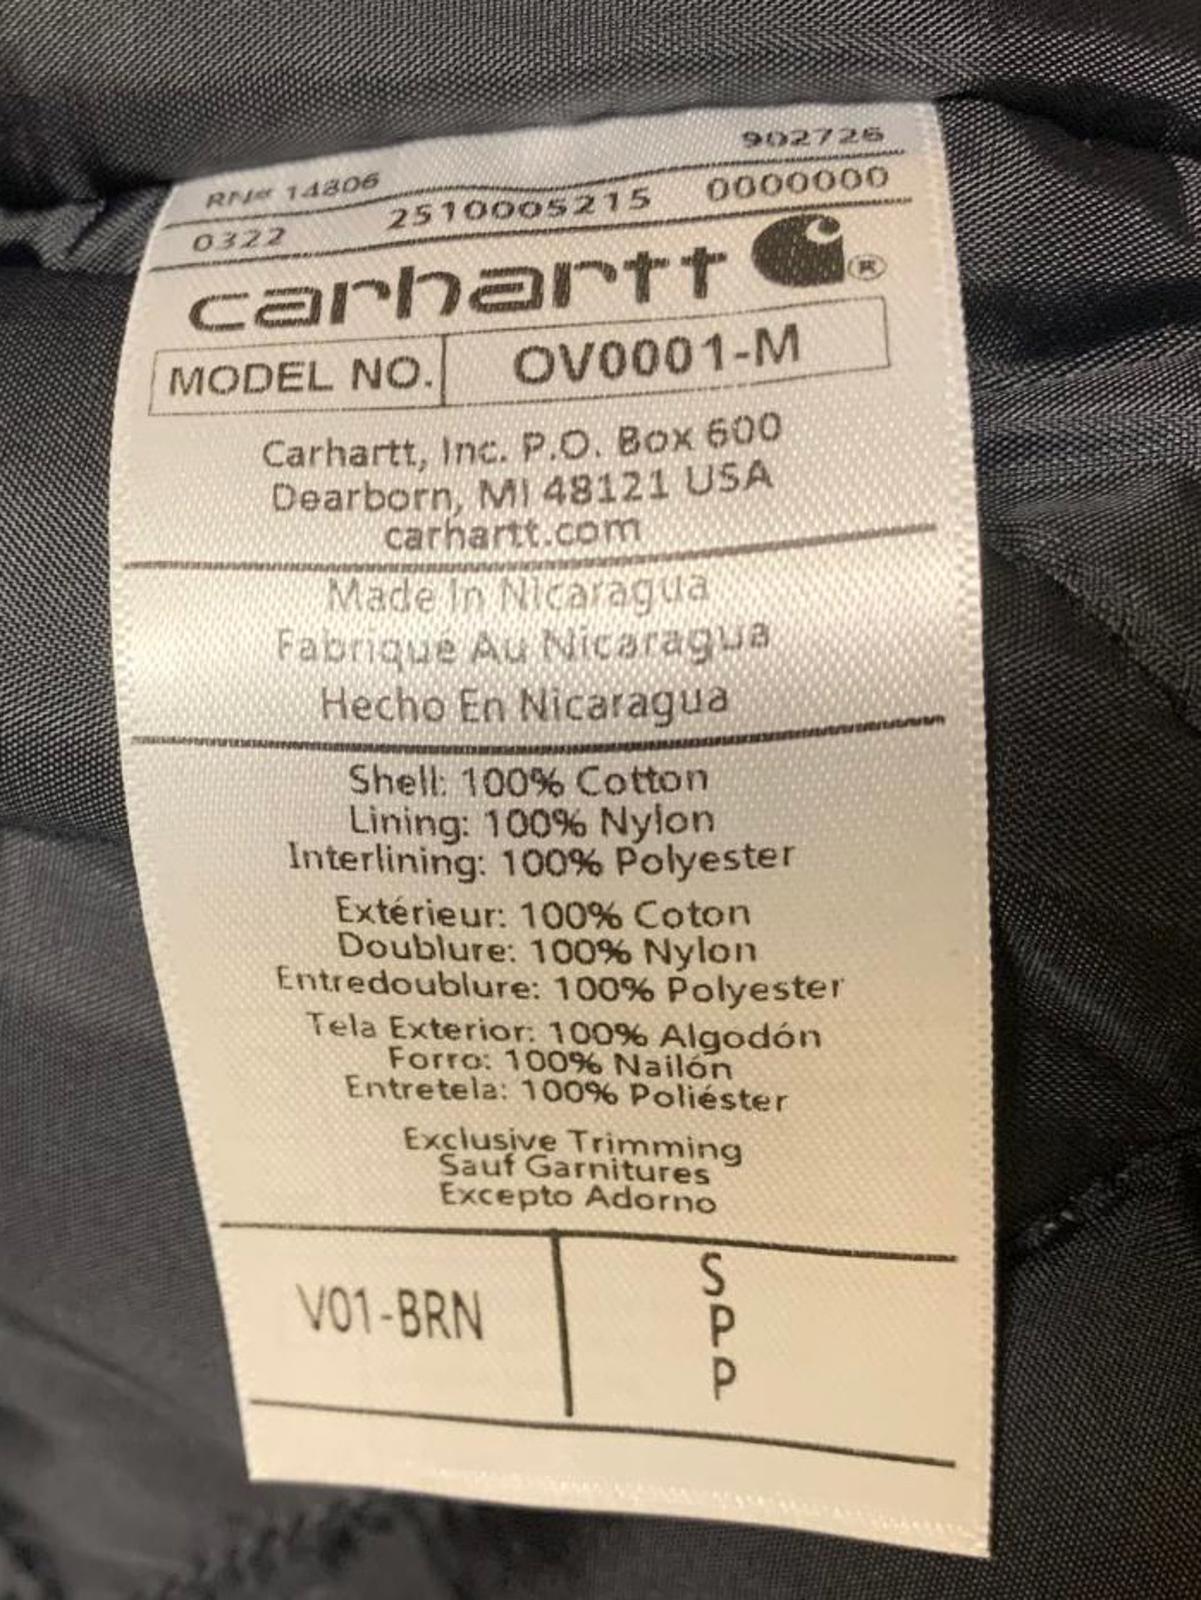 902726
RN# 14806
0322 2510005215 0000000
carhartt ®
MODEL NO. OV0001-M
Carhartt, Inc. P.O. Box 600
Dearborn, MI 48121 USA
carhartt.com
Made In Nicaragua
Fabriqué Au Nicaragua
Hecho En Nicaragua
Shell: 100% Cotton
Lining: 100% Nylon
Interlining: 100% Polyester
Extérieur: 100% Coton
Doublure: 100% Nylon
Entredoublure: 100% Polyester
Tela Exterior: 100% Algodón
Forro: 100% Nailón
Entretela: 100% Poliéster
Exclusive Trimming
Sauf Garnitures
Excepto Adorno
V01-BRN
S
P
P